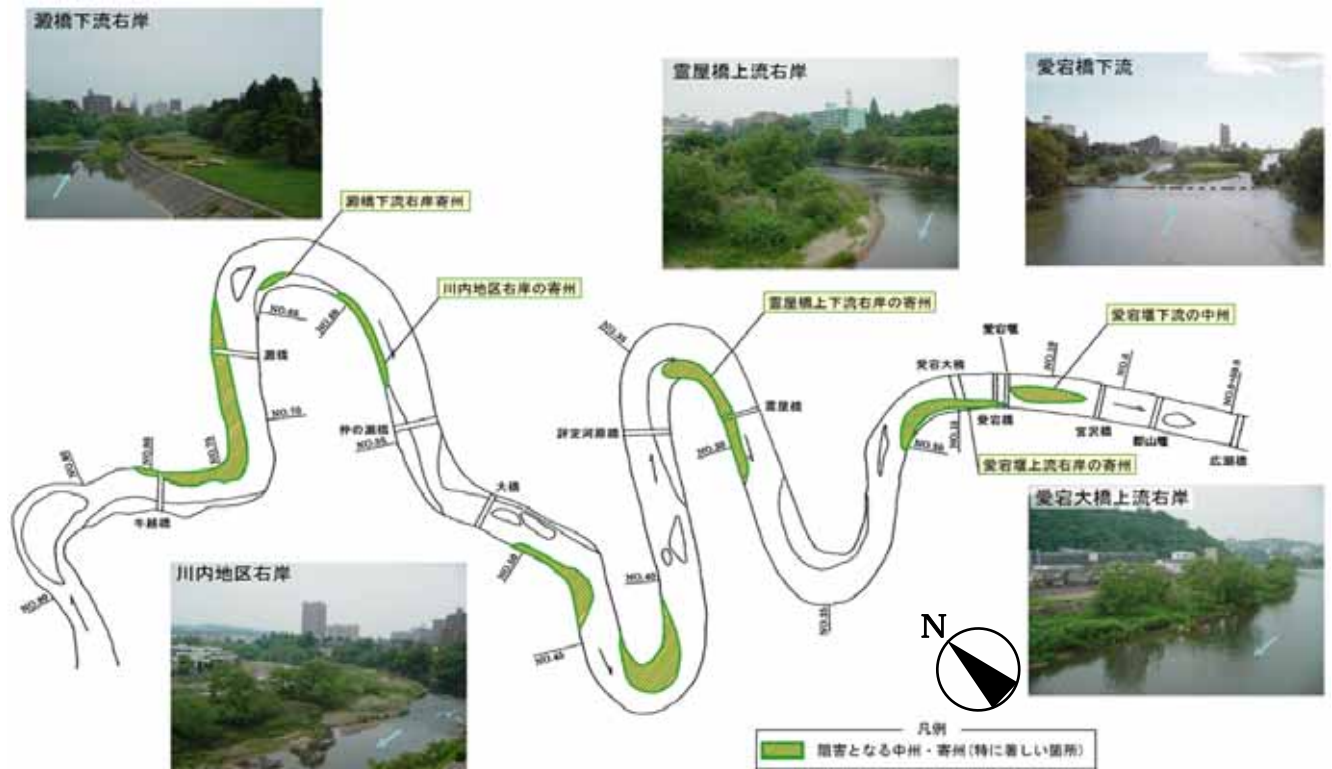 澱橋下流右岸
霊屋橋上流右岸
愛宕橋下流
澱橋下流右岸寄州
川内地区右岸の寄州
霊屋橋上下流右岸の寄州
愛宕堰下流の中州
愛宕堰
愛宕大橋
澱橋
NO.70
仲の瀬橋
霊屋橋
評定河原橋
愛宕橋
宮沢橋
郡山堰
広瀬橋
愛宕堰上流右岸の寄州
大橋
牛越橋
NO.40
愛宕大橋上流右岸
川内地区右岸
N
凡例
阻害となる中州・寄州(特に著しい箇所)